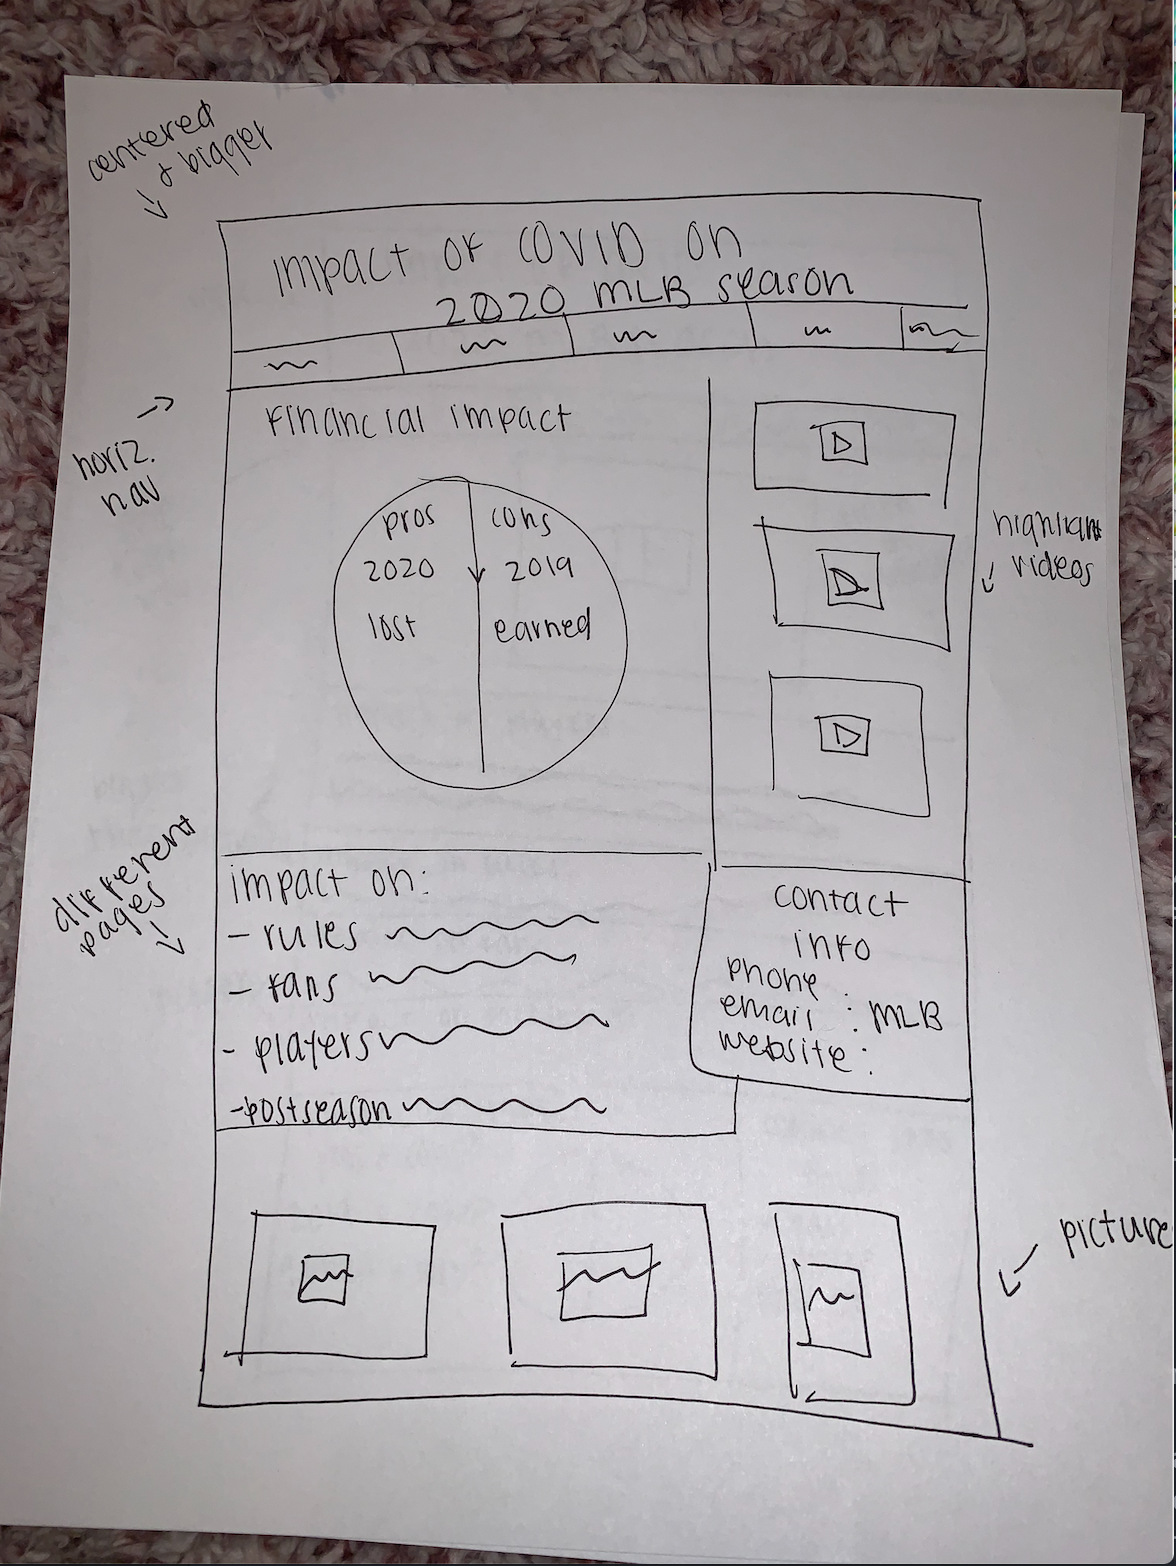 centered
& bigger
Impact of COVID on
2020 MLB season
horiz.
nav
Financial impact
pros
2020
lost
cons
2019
earned
highlight
videos
different
pages
impact on:
- rules
- fans
- players
- postseason
contact
info
phone :
email : MLB
website :
picture